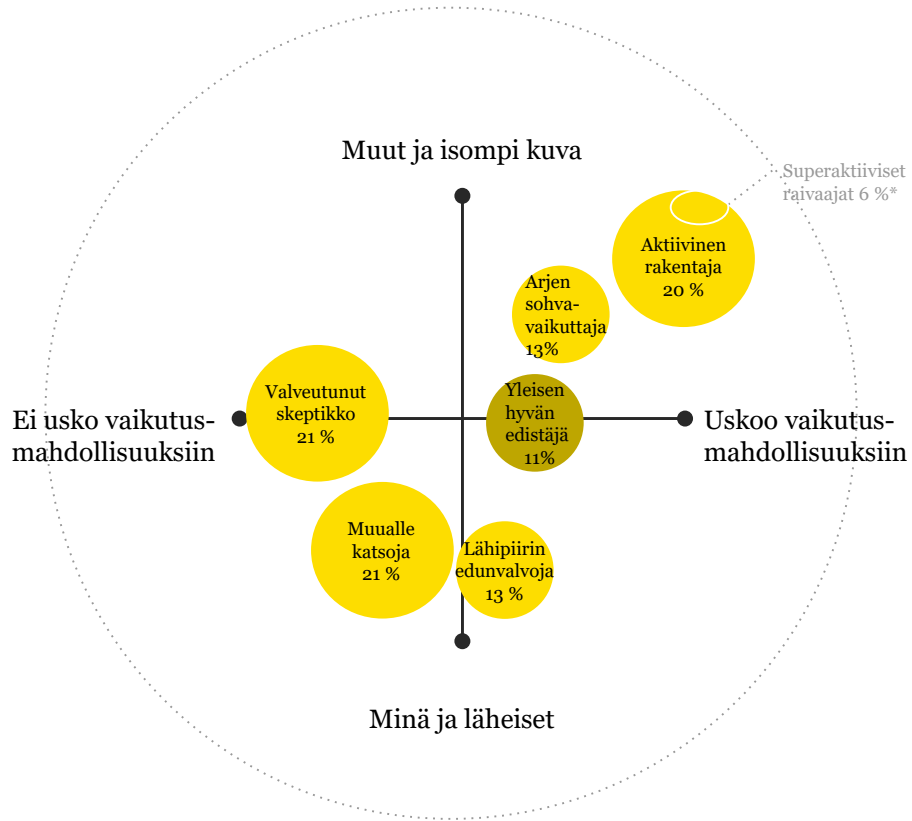 Muut ja isompi kuva
Superaktiiviset
raivaajat 6 %*
Aktiivinen
rakentaja
20 %
Arjen
sohva-
vaikuttaja
13%
Valveutunut
skeptikko
21 %
Yleisen
hyvän
edistäjä
11%
Ei usko vaikutus-
mahdollisuuksiin
Uskoo vaikutus-
mahdollisuuksiin
Muualle
katsoja
21 %
Lähipiirin
edunvalvoja
13 %
Minä ja läheiset